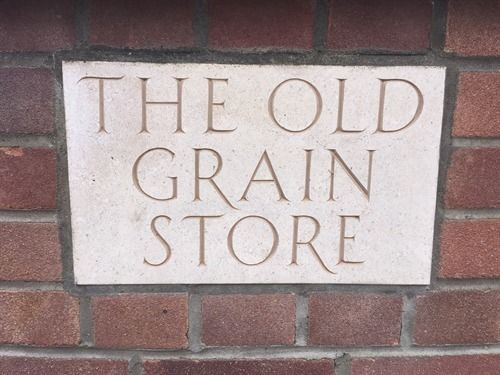 THE OLD
GRAIN
STORE